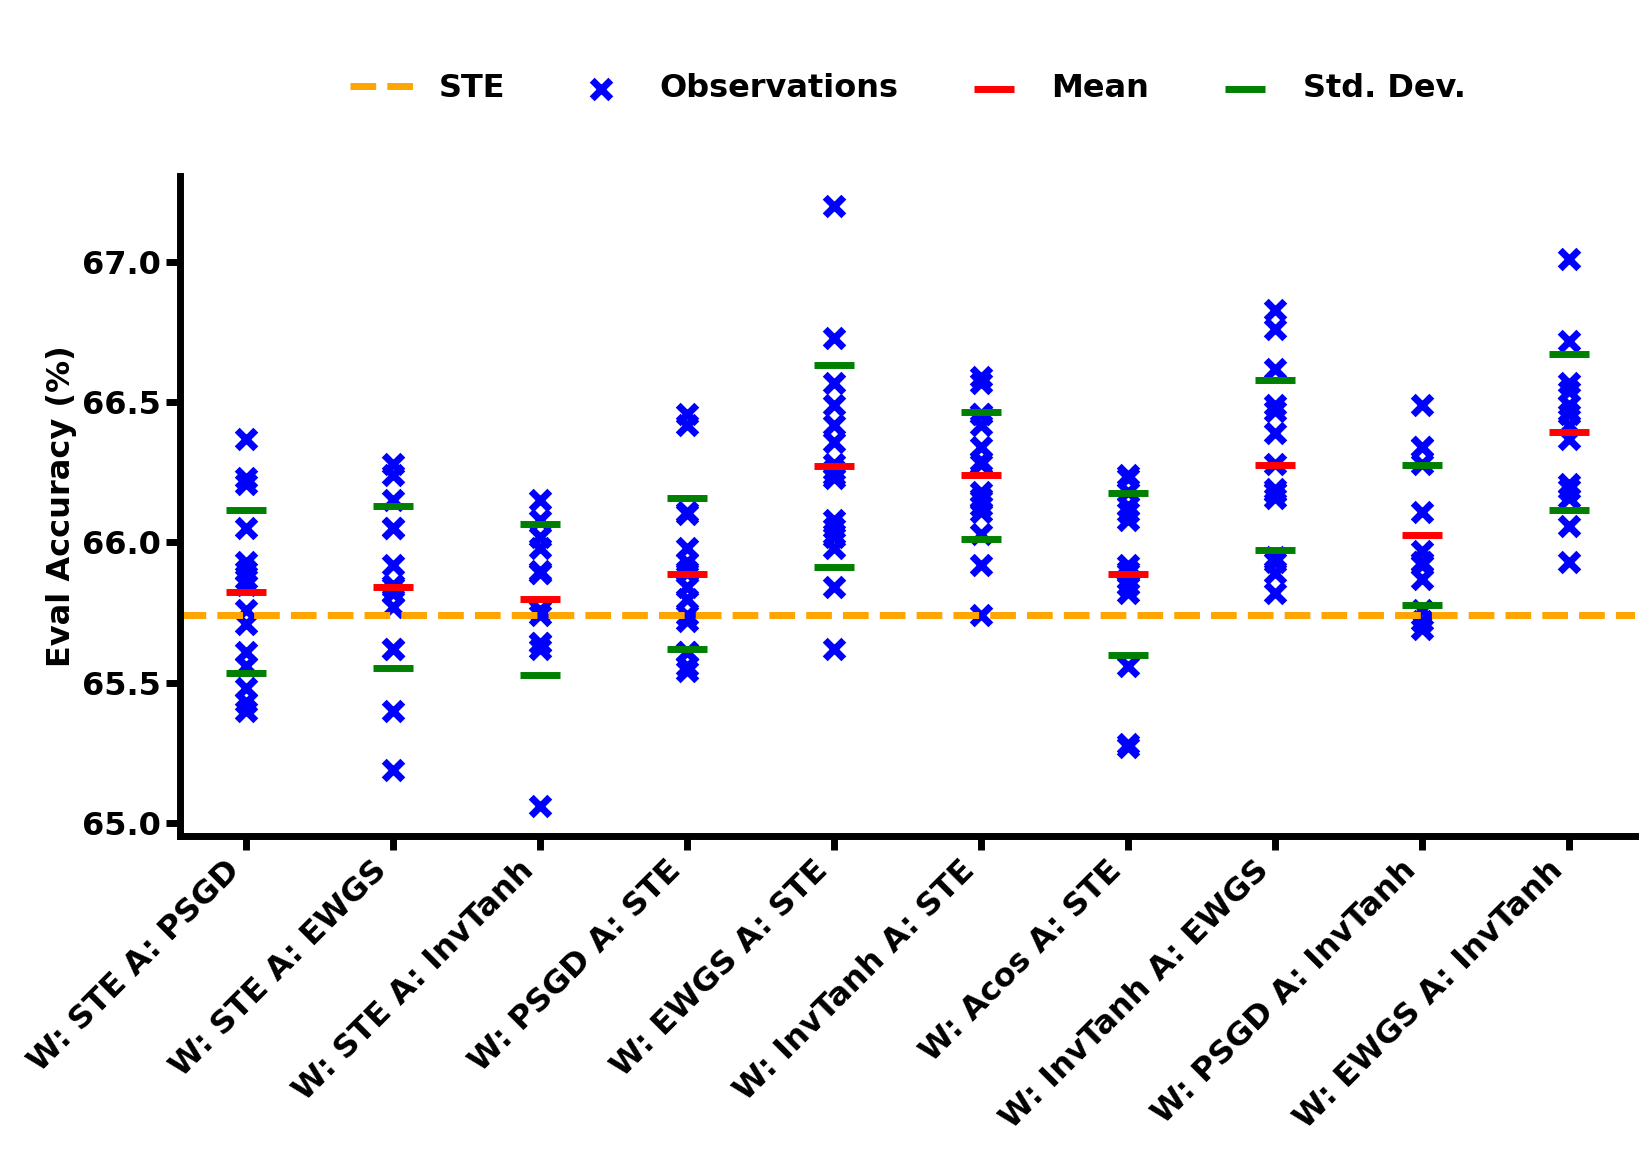 STE Observations Mean Std. Dev.
Eval Accuracy (%)
67.0
66.5
66.0
65.5
65.0
W: STE A: PSGD
W: STE A: EWGS
W: STE A: InvTanh
W: PSGD A: STE
W: EWGS A: STE
W: InvTanh A: STE
W: Acos A: STE
W: InvTanh A: EWGS
W: PSGD A: InvTanh
W: EWGS A: InvTanh